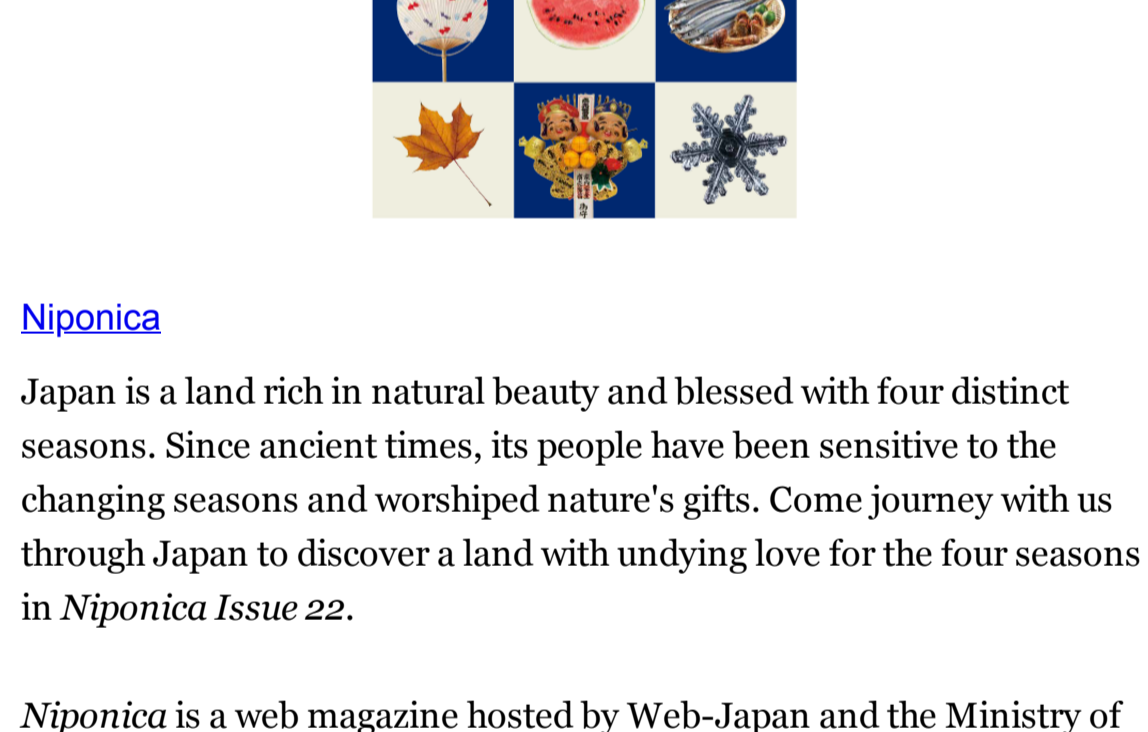 Niponica
Japan is a land rich in natural beauty and blessed with four distinct
seasons. Since ancient times, its people have been sensitive to the
changing seasons and worshiped nature's gifts. Come journey with us
through Japan to discover a land with undying love for the four seasons
in Niponica Issue 22.
Niponica is a web magazine hosted by Web-Japan and the Ministry of